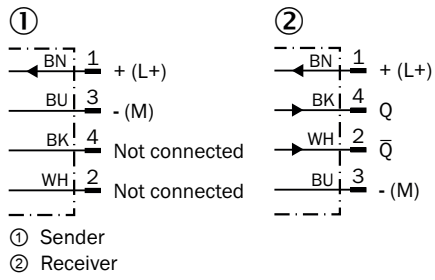 ① ②
BN 1 + (L+)
BU 3 - (M)
BK 4 Not connected
WH 2 Not connected
BN 1 + (L+)
BK 4 Q
WH 2 Q̅
BU 3 - (M)
① Sender
② Receiver